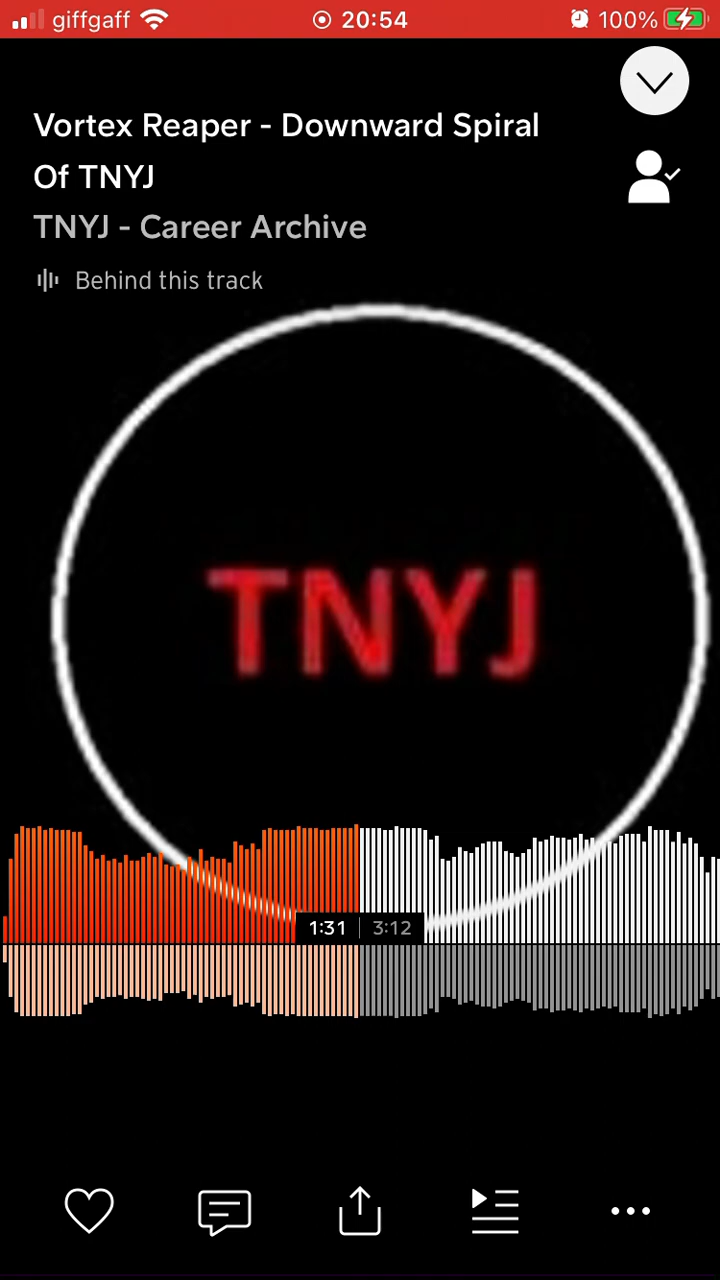 giffgaff 20:54 100%
Vortex Reaper - Downward Spiral
Of TNYJ
TNYJ - Career Archive
Behind this track
TNYJ
1:31 3:12